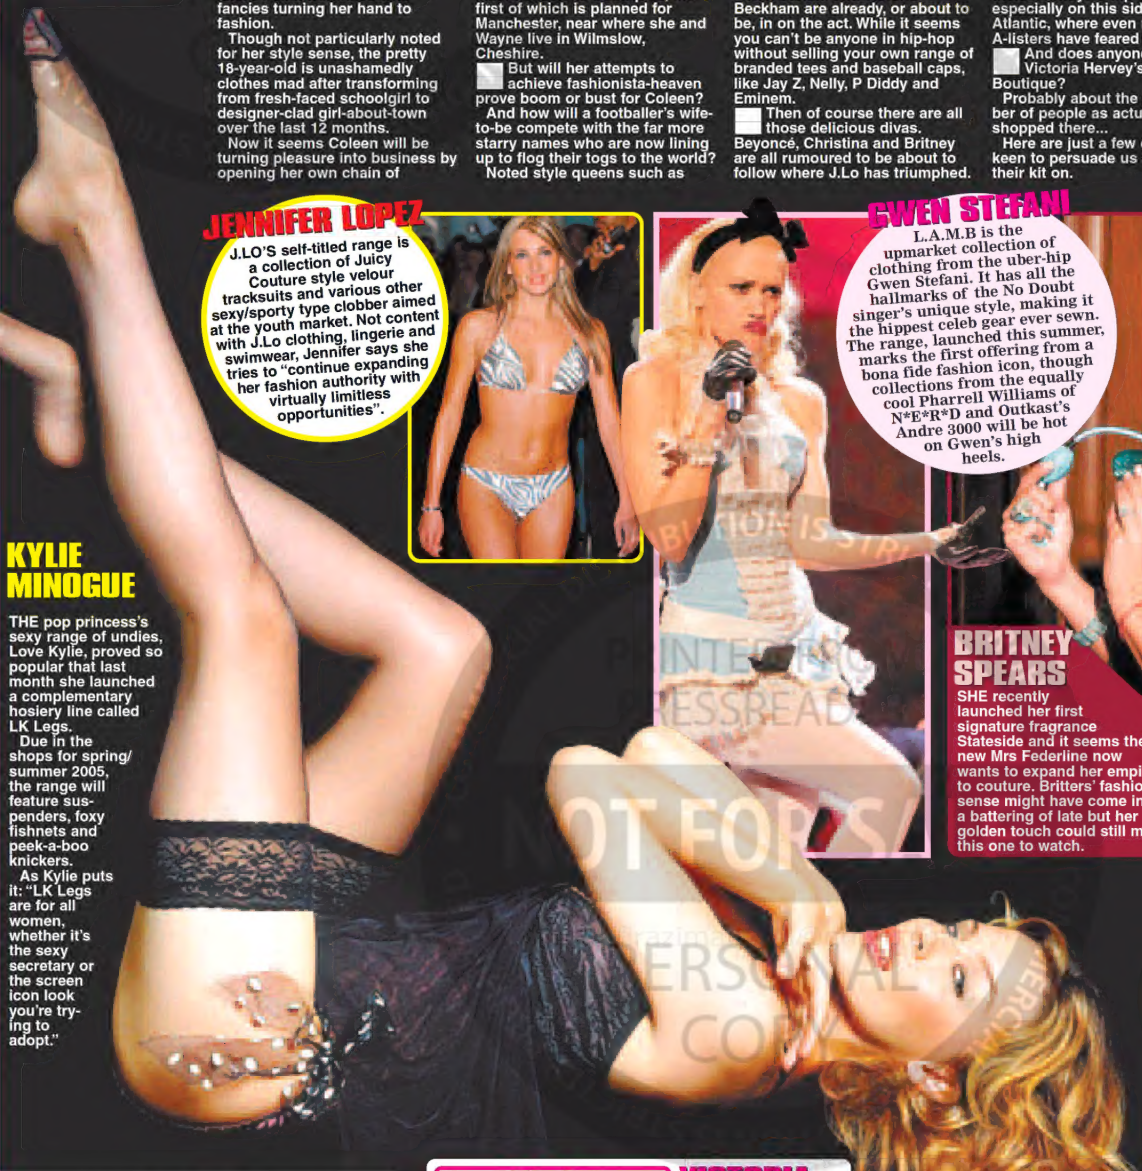 fancies turning her hand to
fashion.
Though not particularly noted
for her style sense, the pretty
18-year-old is unashamedly
clothes mad after transforming
from fresh-faced schoolgirl to
designer-clad girl-about-town
over the last 12 months.
Now it seems Coleen will be
turning pleasure into business by
opening her own chain of
first of which is planned for
Manchester, near where she and
Wayne live in Wilmslow,
Cheshire.
But will her attempts to
achieve fashionista-heaven
prove boom or bust for Coleen?
And how will a footballer's wife-
to-be compete with the far more
starry names who are now lining
up to flog their togs to the world?
Noted style queens such as
Beckham are already, or about to
be, in on the act. While it seems
you can't be anyone in hip-hop
without selling your own range of
branded tees and baseball caps,
like Jay Z, Nelly, P Diddy and
Eminem.
Then of course there are all
those delicious divas.
Beyoncé, Christina and Britney
are all rumoured to be about to
follow where J.Lo has triumphed.
especially on this sid
Atlantic, where even
A-listers have feared
And does anyon
Victoria Hervey's
Boutique?
Probably about the
ber of people as actu
shopped there...
Here are just a few
keen to persuade us
their kit on.
JENNIFER LOPEZ
J.LO'S self-titled range is
a collection of Juicy
Couture style velour
tracksuits and various other
sexy/sporty type clobber aimed
at the youth market. Not content
with J.Lo clothing, lingerie and
swimwear, Jennifer says she
tries to "continue expanding
her fashion authority with
virtually limitless
opportunities".
GWEN STEFANI
L.A.M.B is the
upmarket collection of
clothing from the uber-hip
Gwen Stefani. It has all the
hallmarks of the No Doubt
singer's unique style, making it
the hippest celeb gear ever sewn.
The range, launched this summer,
marks the first offering from a
bona fide fashion icon, though
collections from the equally
cool Pharrell Williams of
N*E*R*D and Outkast's
Andre 3000 will be hot
on Gwen's high
heels.
KYLIE
MINOGUE
THE pop princess's
sexy range of undies,
Love Kylie, proved so
popular that last
month she launched
a complementary
hosiery line called
LK Legs.
Due in the
shops for spring/
summer 2005,
the range will
feature sus-
penders, foxy
fishnets and
peek-a-boo
knickers.
As Kylie puts
it: "LK Legs
are for all
women,
whether it's
the sexy
secretary or
the screen
icon look
you're try-
ing to
adopt."
BRITNEY
SPEARS
SHE recently
launched her first
signature fragrance
Stateside and it seems the
new Mrs Federline now
wants to expand her empi
to couture. Britters' fashio
sense might have come in
a battering of late but her
golden touch could still m
this one to watch.
PRINTED FROM
PRESSREAD
NOT FOR SA
PERSONAL
COPY